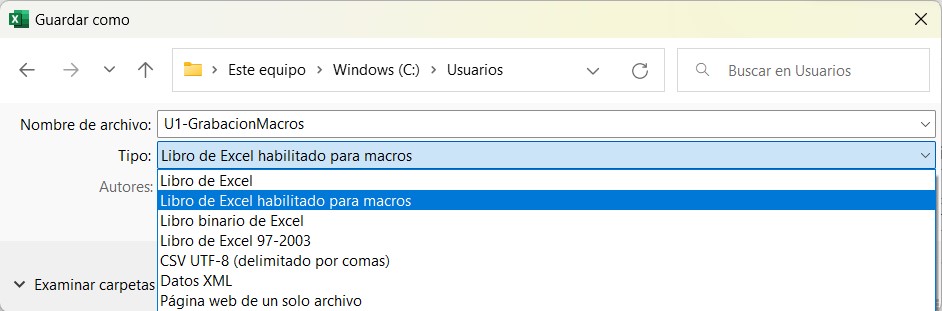 Guardar como
Este equipo > Windows (C:) > Usuarios
Buscar en Usuarios
Nombre de archivo: U1-GrabacionMacros
Tipo: Libro de Excel habilitado para macros
Autores:
Libro de Excel
Libro de Excel habilitado para macros
Libro binario de Excel
Libro de Excel 97-2003
CSV UTF-8 (delimitado por comas)
Datos XML
Página web de un solo archivo
Examinar carpetas